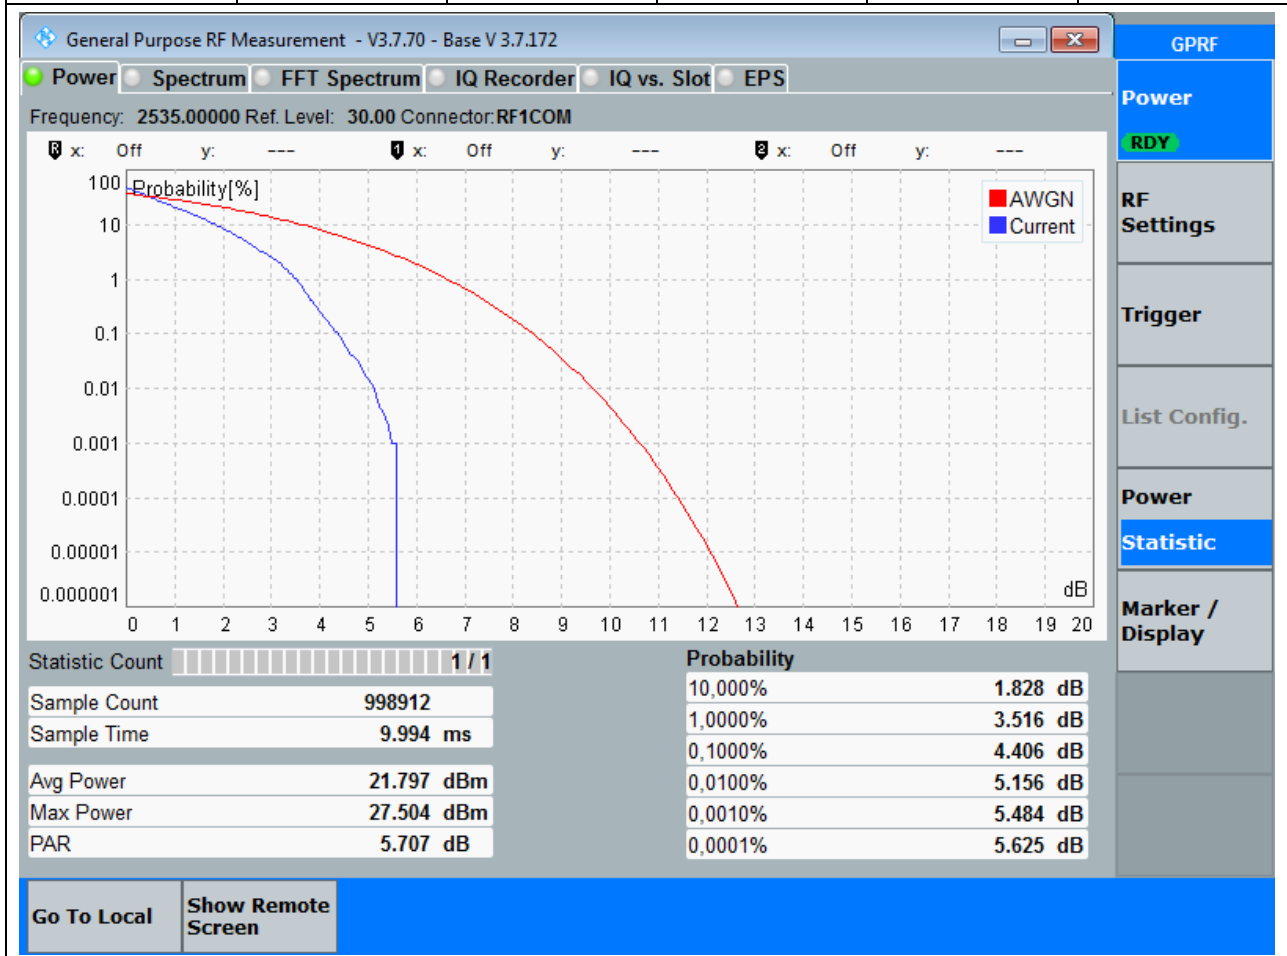 General Purpose RF Measurement - V3.7.70 - Base V 3.7.172
GPRF
Power Spectrum FFT Spectrum IQ Recorder IQ vs. Slot EPS
Frequency: 2535.00000 Ref. Level: 30.00 Connector:RF1COM
R x: Off y: --- 1 x: Off y: --- 2 x: Off y: ---
Probability[%]
AWGN
Current
100
10
1
0.1
0.01
0.001
0.0001
0.00001
0.000001
dB
0 1 2 3 4 5 6 7 8 9 10 11 12 13 14 15 16 17 18 19 20
Statistic Count 1 / 1
Sample Count 998912
Sample Time 9.994 ms
Avg Power 21.797 dBm
Max Power 27.504 dBm
PAR 5.707 dB
Probability
10,000% 1.828 dB
1,0000% 3.516 dB
0,1000% 4.406 dB
0,0100% 5.156 dB
0,0010% 5.484 dB
0,0001% 5.625 dB
Power
RDY
RF
Settings
Trigger
List Config.
Power
Statistic
Marker /
Display
Go To Local
Show Remote
Screen